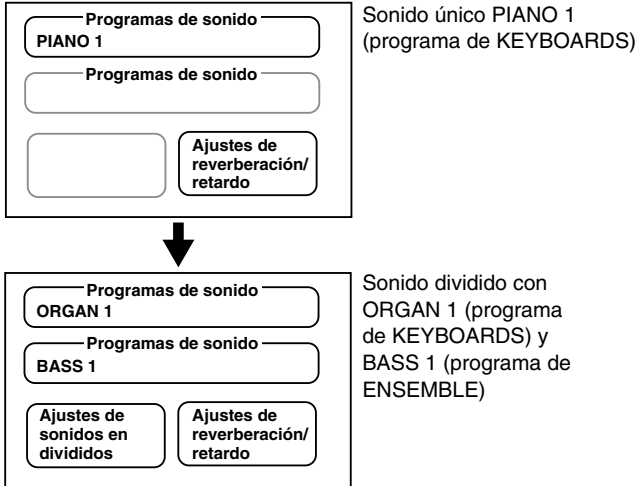 Programas de sonido
PIANO 1
Programas de sonido
Ajustes de
reverberación/
retardo
Sonido único PIANO 1
(programa de KEYBOARDS)
Programas de sonido
ORGAN 1
Programas de sonido
BASS 1
Ajustes de
sonidos en
divididos
Ajustes de
reverberación/
retardo
Sonido dividido con
ORGAN 1 (programa
de KEYBOARDS) y
BASS 1 (programa de
ENSEMBLE)